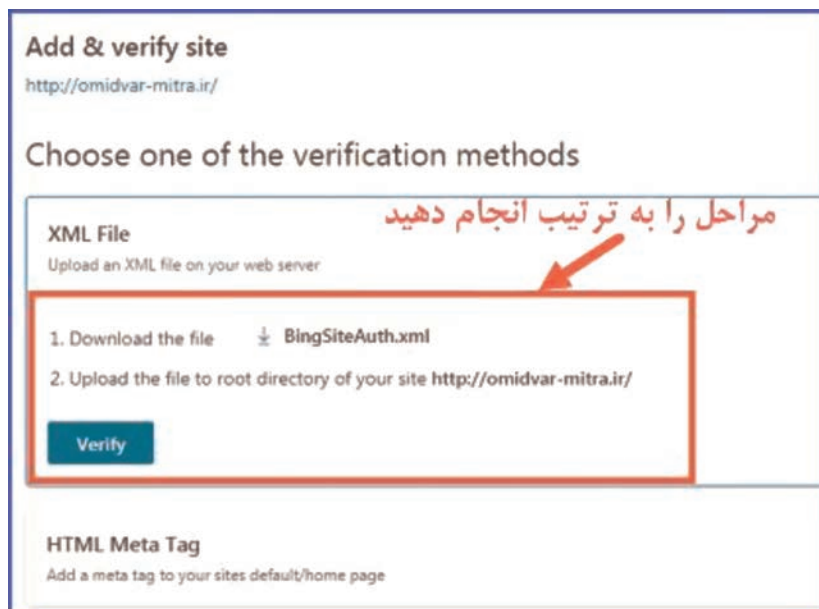 Add & verify site
http://omidvar-mitra.ir/
Choose one of the verification methods
مراحل را به ترتیب انجام دهید
XML File
Upload an XML file on your web server
1. Download the file BingSiteAuth.xml
2. Upload the file to root directory of your site http://omidvar-mitra.ir/
Verify
HTML Meta Tag
Add a meta tag to your sites default/home page